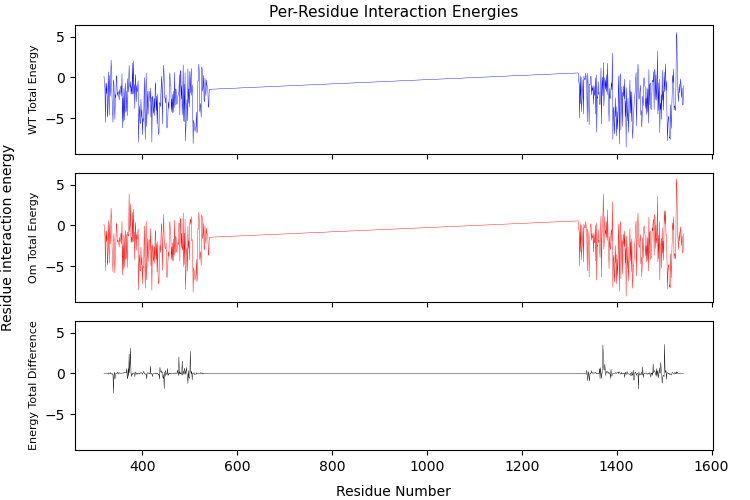 Per-Residue Interaction Energies
Residue interaction energy
WT Total Energy
5
0
−5
Om Total Energy
5
0
−5
Energy Total Difference
5
0
−5
400 600 800 1000 1200 1400 1600
Residue Number